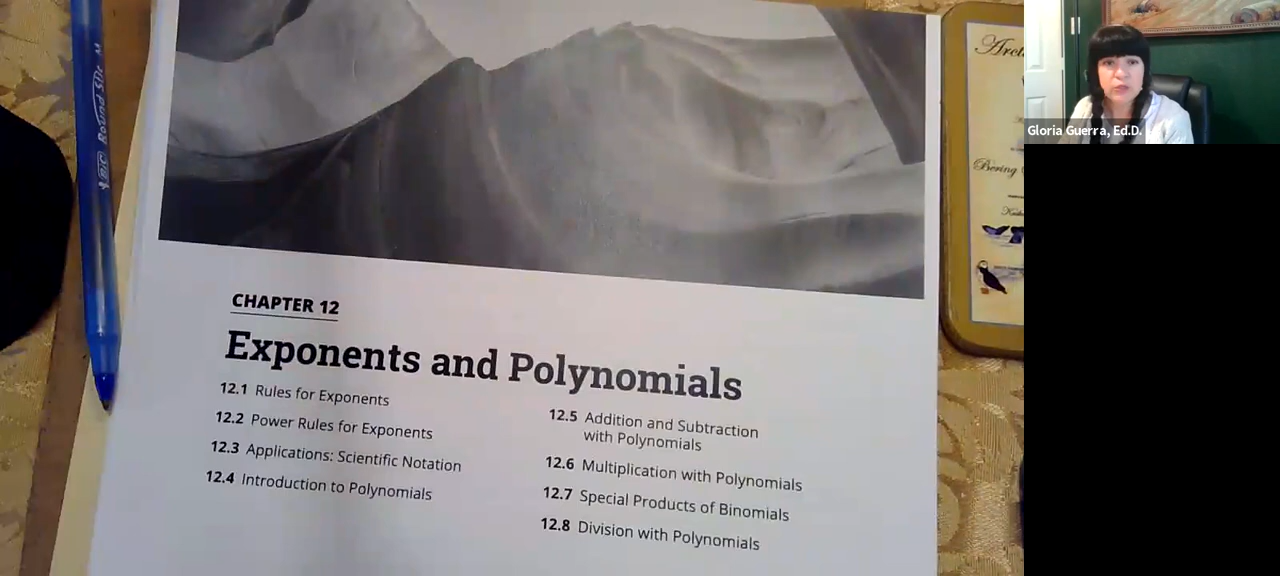 CHAPTER 12
Exponents and Polynomials
12.1 Rules for Exponents
12.2 Power Rules for Exponents
12.3 Applications: Scientific Notation
12.4 Introduction to Polynomials
12.5 Addition and Subtraction
with Polynomials
12.6 Multiplication with Polynomials
12.7 Special Products of Binomials
12.8 Division with Polynomials
BIC Round Stic
Bering
Gloria Guerra, Ed.D.